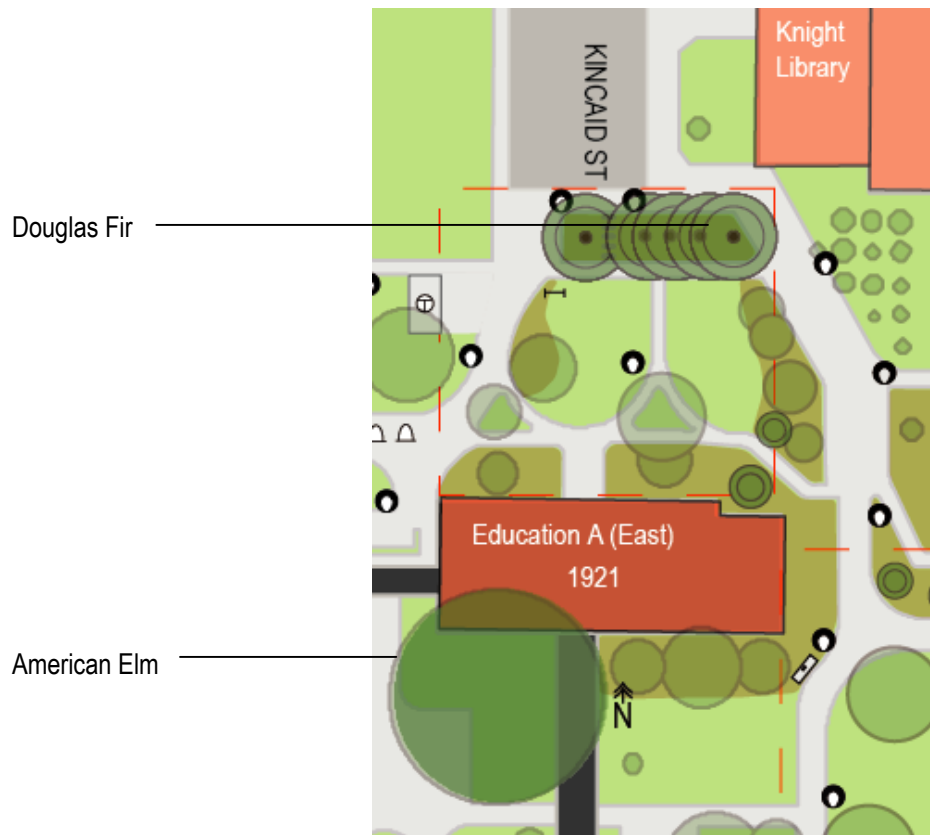 Knight
Library
KINCAID ST
Douglas Fir
Education A (East)
1921
American Elm
N